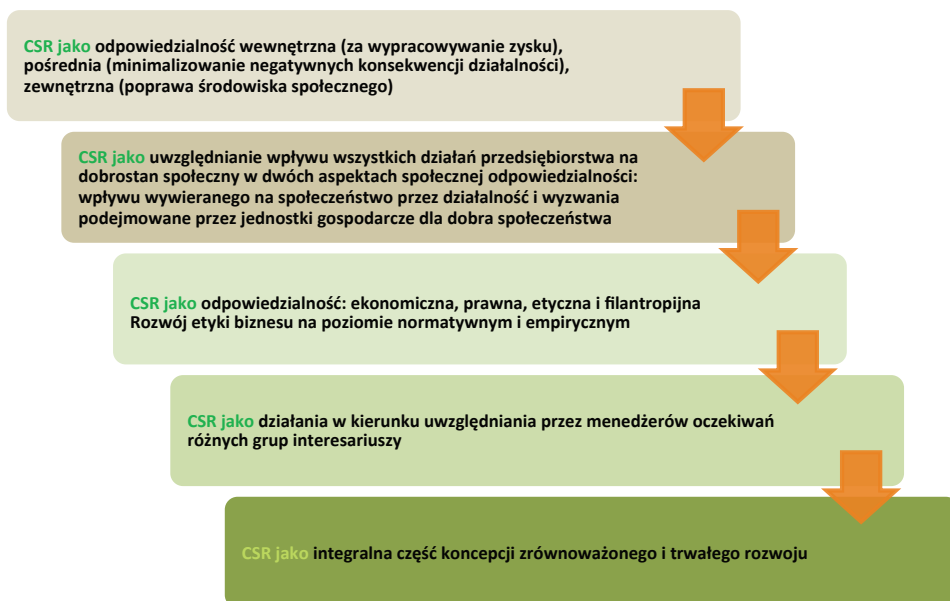 CSR jako odpowiedzialność wewnętrzna (za wypracowywanie zysku),
pośrednia (minimalizowanie negatywnych konsekwencji działalności),
zewnętrzna (poprawa środowiska społecznego)
CSR jako uwzględnianie wpływu wszystkich działań przedsiębiorstwa na
dobrostan społeczny w dwóch aspektach społecznej odpowiedzialności:
wpływu wywieranego na społeczeństwo przez działalność i wyzwania
podejmowane przez jednostki gospodarcze dla dobra społeczeństwa
CSR jako odpowiedzialność: ekonomiczna, prawna, etyczna i filantropijna
Rozwój etyki biznesu na poziomie normatywnym i empirycznym
CSR jako działania w kierunku uwzględniania przez menedżerów oczekiwań
różnych grup interesariuszy
CSR jako integralna część koncepcji zrównoważonego i trwałego rozwoju